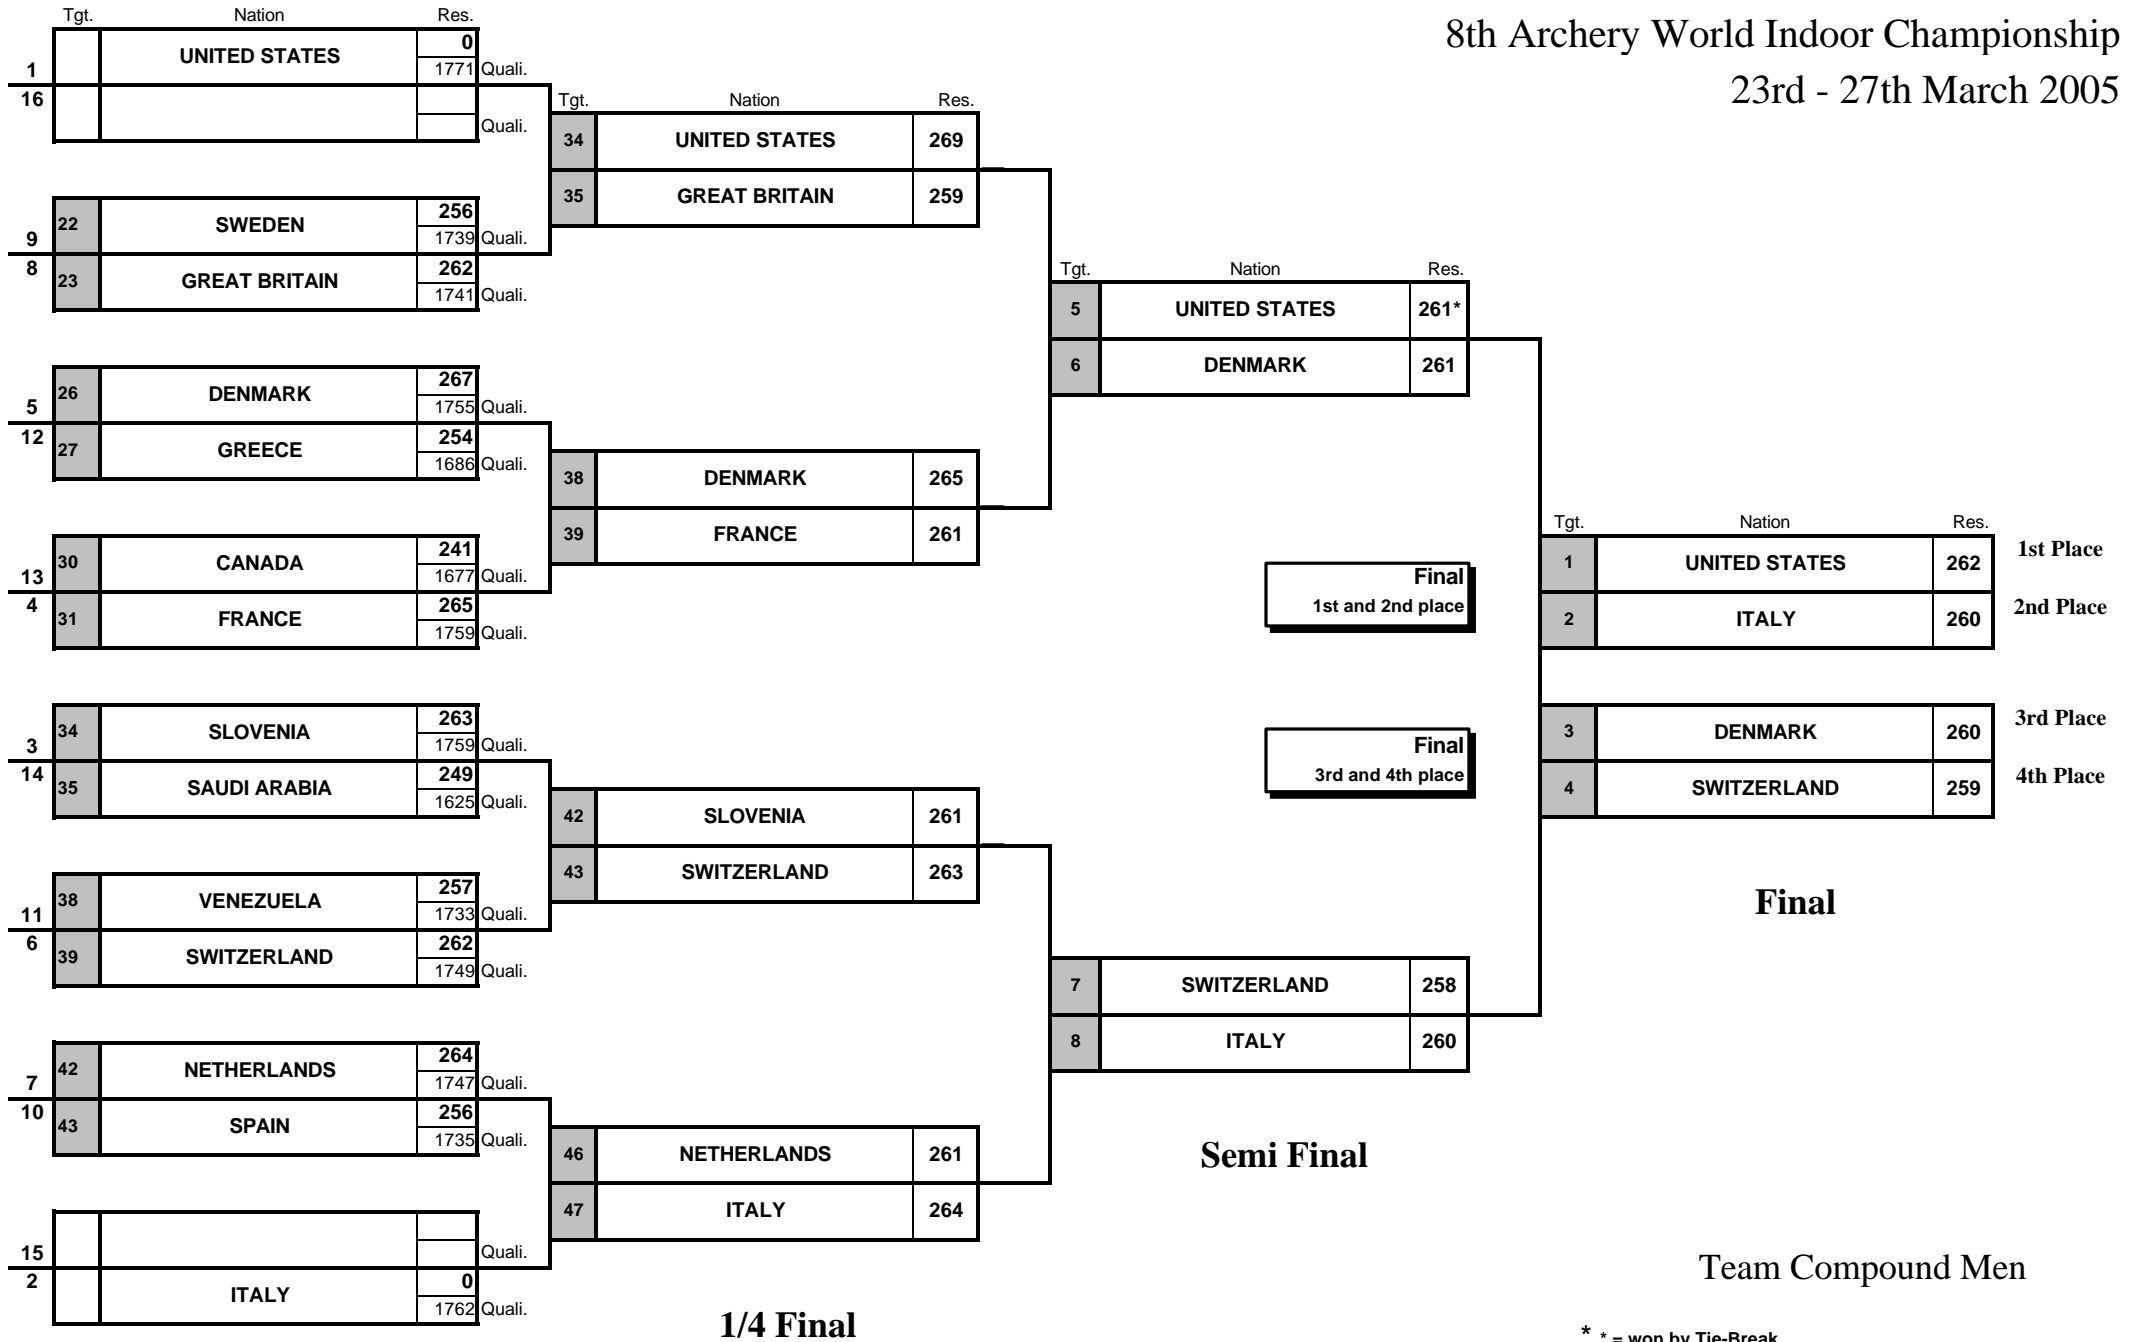 8th Archery World Indoor Championship
23rd - 27th March 2005
Tgt. Nation Res.
1 UNITED STATES 0
1771 Quali.
16
Quali.
9 22 SWEDEN 256
1739 Quali.
8 23 GREAT BRITAIN 262
1741 Quali.
5 26 DENMARK 267
1755 Quali.
12 27 GREECE 254
1686 Quali.
13 30 CANADA 241
1677 Quali.
4 31 FRANCE 265
1759 Quali.
3 34 SLOVENIA 263
1759 Quali.
14 35 SAUDI ARABIA 249
1625 Quali.
11 38 VENEZUELA 257
1733 Quali.
6 39 SWITZERLAND 262
1749 Quali.
7 42 NETHERLANDS 264
1747 Quali.
10 43 SPAIN 256
1735 Quali.
15
Quali.
2 ITALY 0
1762 Quali.
Tgt. Nation Res.
34 UNITED STATES 269
35 GREAT BRITAIN 259
38 DENMARK 265
39 FRANCE 261
42 SLOVENIA 261
43 SWITZERLAND 263
46 NETHERLANDS 261
47 ITALY 264
1/4 Final
Tgt. Nation Res.
5 UNITED STATES 261*
6 DENMARK 261
7 SWITZERLAND 258
8 ITALY 260
Semi Final
Final
1st and 2nd place
Final
3rd and 4th place
Tgt. Nation Res.
1 UNITED STATES 262 1st Place
2 ITALY 260 2nd Place
3 DENMARK 260 3rd Place
4 SWITZERLAND 259 4th Place
Final
Team Compound Men
* * = won by Tie-Break